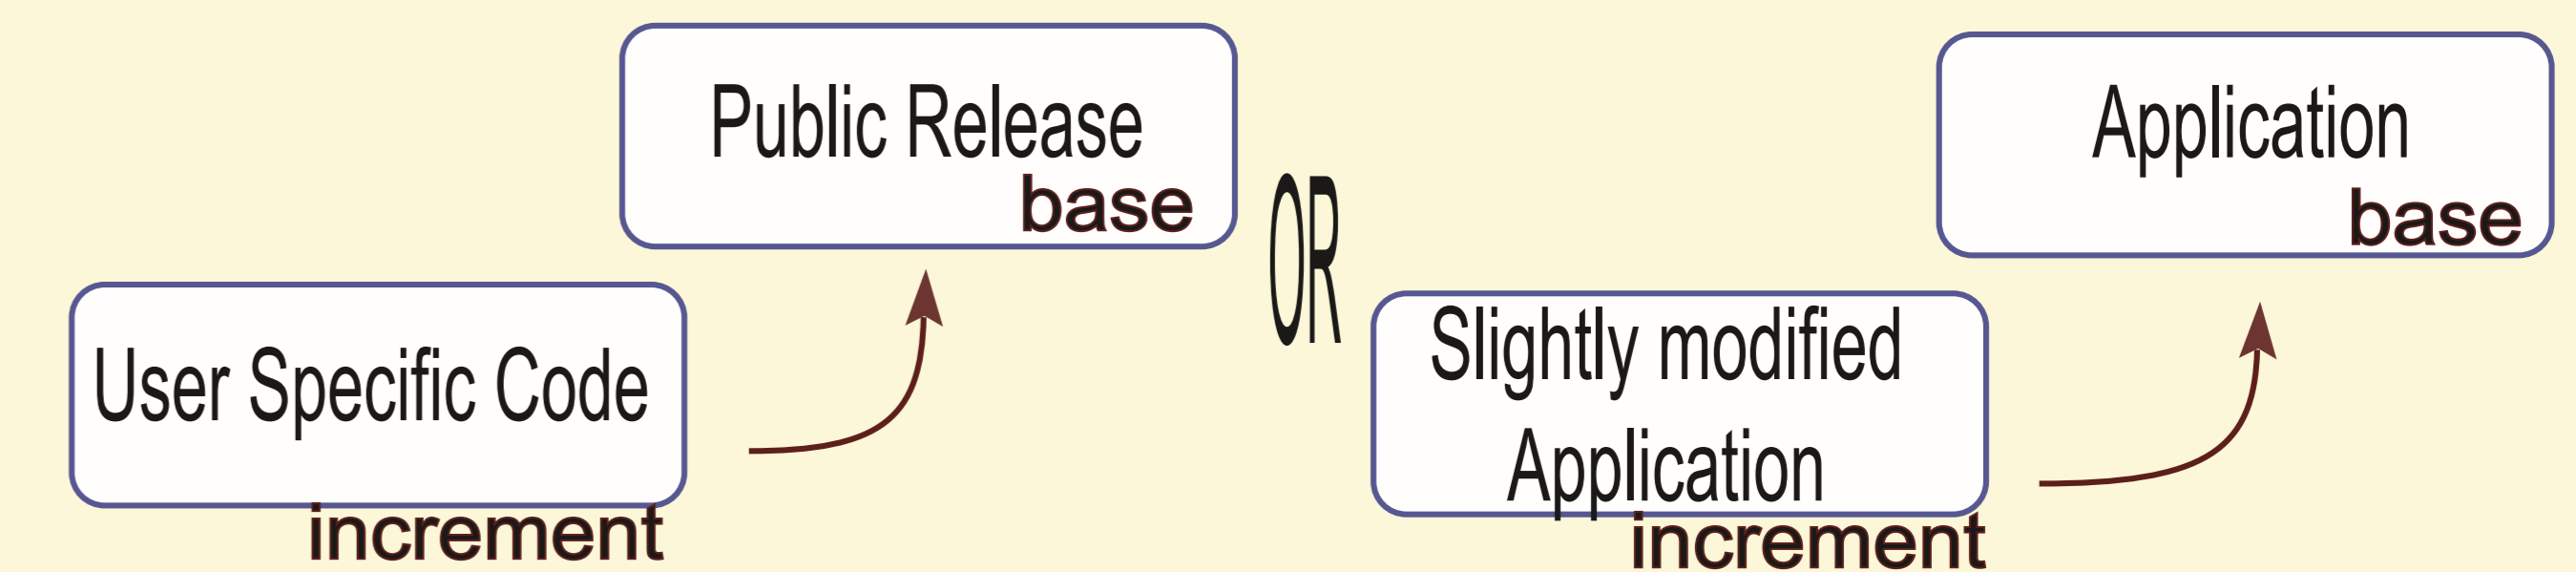 Public Release
base
User Specific Code
increment
OR
Application
base
Slightly modified
Application
increment